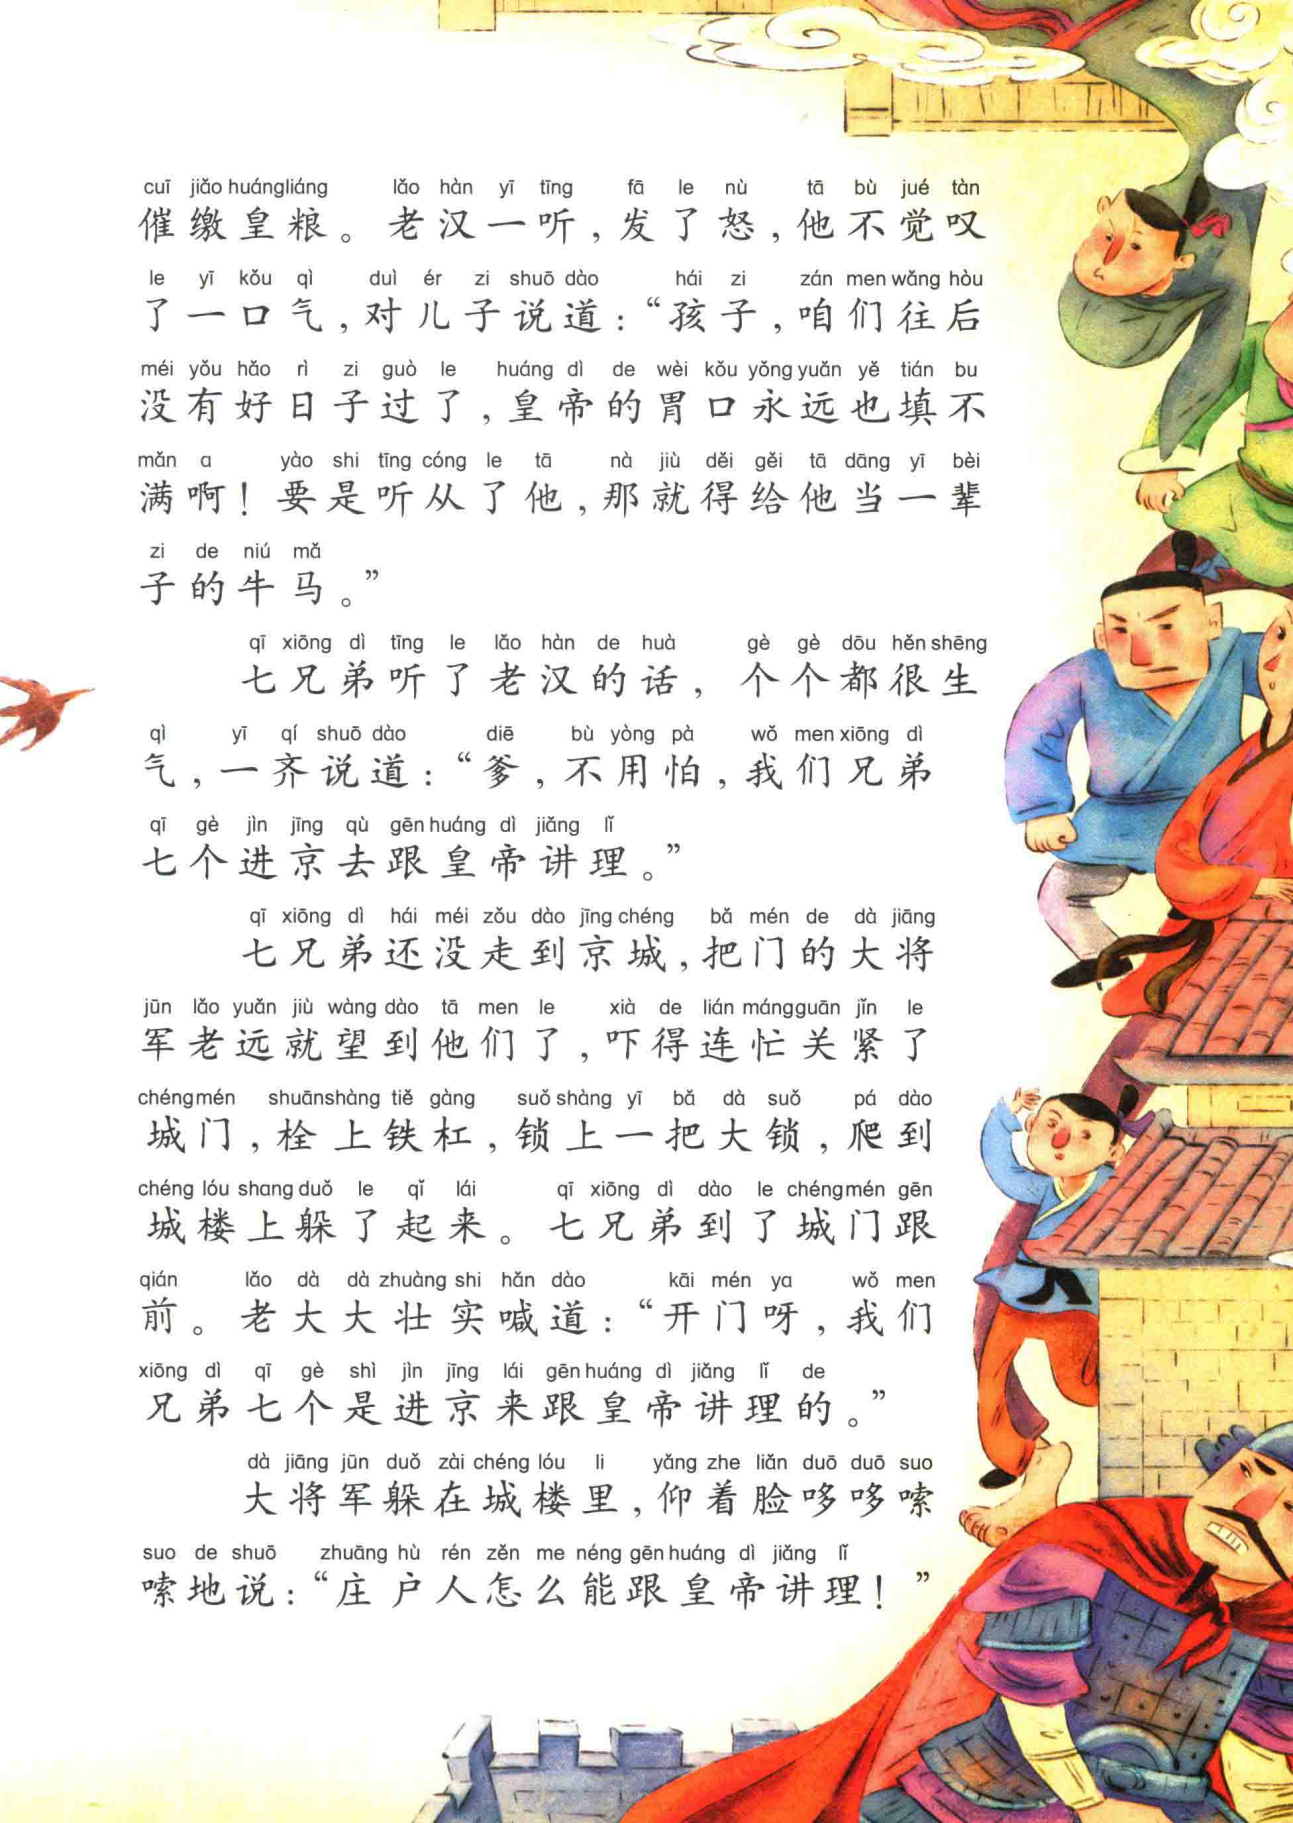 cuī jiǎo huángliáng lǎo hàn yī tīng fā le nù tā bù jué tàn
催缴皇粮。老汉一听,发了怒,他不觉叹
le yī kǒu qì duì ér zi shuō dào hái zi zán men wǎng hòu
了一口气,对儿子说道:“孩子,咱们往后
méi yǒu hǎo rì zi guò le huáng dì de wèi kǒu yǒng yuǎn yě tián bu
没有好日子过了,皇帝的胃口永远也填不
mǎn a yào shi tīng cóng le tā nà jiù děi gěi tā dāng yī bèi
满啊!要是听从了他,那就得给他当一辈
zi de niú mǎ
子的牛马。”
qī xiōng dì tīng le lǎo hàn de huà gè gè dōu hěn shēng
七兄弟听了老汉的话,个个都很生
qì yī qí shuō dào diē bù yòng pà wǒ men xiōng dì
气,一齐说道:“爹,不用怕,我们兄弟
qī gè jìn jīng qù gēn huáng dì jiǎng lǐ
七个进京去跟皇帝讲理。”
qī xiōng dì hái méi zǒu dào jīng chéng bǎ mén de dà jiāng
七兄弟还没走到京城,把门的大将
jūn lǎo yuǎn jiù wàng dào tā men le xià de lián mángguān jǐn le
军老远就望到他们了,吓得连忙关紧了
chéngmén shuānshàng tiě gàng suǒ shàng yī bǎ dà suǒ pá dào
城门,栓上铁杠,锁上一把大锁,爬到
chéng lóu shang duǒ le qǐ lái qī xiōng dì dào le chéngmén gēn
城楼上躲了起来。七兄弟到了城门跟
qián lǎo dà dà zhuàng shi hǎn dào kāi mén ya wǒ men
前。老大大壮实喊道:“开门呀,我们
xiōng dì qī gè shì jìn jīng lái gēn huáng dì jiǎng lǐ de
兄弟七个是进京来跟皇帝讲理的。”
dà jiāng jūn duǒ zài chéng lóu li yǎng zhe liǎn duō duō suo
大将军躲在城楼里,仰着脸哆哆嗦
suo de shuō zhuāng hù rén zěn me néng gēn huáng dì jiǎng lǐ
嗦地说:“庄户人怎么能跟皇帝讲理!”